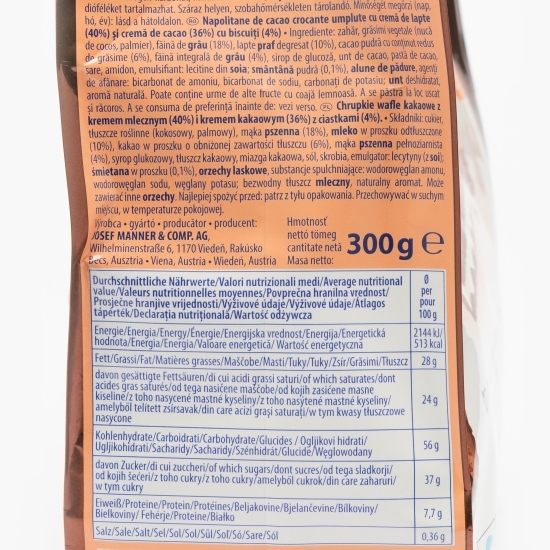 dióféléket tartalmazhat. Száraz helyen, szobahőmérsékleten tárolandó. Minőségét megőrzi (nap,
hó, év): lásd a hátoldalon. RO Napolitane de cacao crocante umplute cu cremă de lapte
(40%) și cremă de cacao (36%) cu biscuiți (4%). • Ingrediente: zahăr, grăsimi vegetale (nucă
de cocos, palmier), făină de grâu (18%), lapte praf degresat (10%), cacao pudră cu conținut redus
de grăsime (6%), făină integrală de grâu (4%), sirop de glucoză, unt de cacao, pastă de cacao,
sare, amidon, emulsifiant: lecitine din soia; smântână pudră (0,1%), alune de pădure, agenți
de afânare: bicarbonat de amoniu, bicarbonat de sodiu, carbonați de potasiu; unt deshidratat,
aromă naturală. Poate conține urme de alte fructe cu coajă lemnoasă. A se păstra la loc uscat
și răcoros. A se consuma de preferință înainte de: vezi verso. PL Chrupkie wafle kakaowe z
kremem mlecznym (40%) i kremem kakaowym (36%) z ciastkami (4%). • Składniki: cukier,
tłuszcze roślinne (kokosowy, palmowy), mąka pszenna (18%), mleko w proszku odtłuszczone
(10%), kakao w proszku o obniżonej zawartości tłuszczu (6%), mąka pszenna pełnoziarnista
(4%), syrop glukozowy, tłuszcz kakaowy, miazga kakaowa, sól, skrobia, emulgator: lecytyny (z soi);
śmietana w proszku (0,1%), orzechy laskowe, substancje spulchniające: wodorowęglan amonu,
wodorowęglan sodu, węglany potasu; bezwodny tłuszcz mleczny, naturalny aromat. Może
zawierać inne orzechy. Najlepiej spożyć przed: patrz z tyłu opakowania. Przechowywać w suchym
miejscu, w temperaturze pokojowej.
Výrobca • gyártó • producător • producent:
JOSEF MANNER & COMP. AG,
Wilhelminenstraße 6, 1170 Viedeň, Rakúsko
Bécs, Ausztria • Viena, Austria • Wiedeń, Austria
Hmotnosť
nettó tömeg
cantitate netă
Masa netto:
300 g ℮
Durchschnittliche Nährwerte/Valori nutrizionali medi/Average nutritional
value/Valeurs nutritionnelles moyennes/Povprečna hranilna vrednost/
Prosječne hranjive vrijednosti/Výživové údaje/Výživové údaje/Átlagos
tápérték/Declarația nutrițională/Wartość odżywcza
Ø
per
pour
100 g
Energie/Energia/Energy/Énergie/Energijska vrednost/Energija/Energetická
hodnota/Energia/Energia/Valoare energetică/ Wartość energetyczna
2144 kJ/
513 kcal
Fett/Grassi/Fat/Matières grasses/Maščobe/Masti/Tuky/Tuky/Zsír/Grăsimi/Tłuszcz
28 g
davon gesättigte Fettsäuren/di cui acidi grassi saturi/of which saturates/dont
acides gras saturés/od tega nasičene maščobe/od kojih zasićene masne
kiseline/z toho nasycené mastné kyseliny/z toho nasýtené mastné kyseliny/
amelyből telített zsírsavak/din care acizi grași saturați/w tym kwasy tłuszczowe
nasycone
24 g
Kohlenhydrate/Carboidrati/Carbohydrate/Glucides / Ogljikovi hidrati/
Ugljikohidrati/Sacharidy/Sacharidy/Szénhidrát/Glucide/Węglowodany
56 g
davon Zucker/di cui zuccheri/of which sugars/dont sucres/od tega sladkorji/
od kojih šećeri/z toho cukry/z toho cukry/amelyből cukrok/din care zaharuri/
w tym cukry
37 g
Eiweiß/Proteine/Protein/Protéines/Beljakovine/Bjelančevine/Bílkoviny/
Bielkoviny/ Fehérje/Proteine/Białko
7,7 g
Salz/Sale/Salt/Sel/Sol/Sol/Sůl/Soľ/Só/Sare/Sól
0,36 g